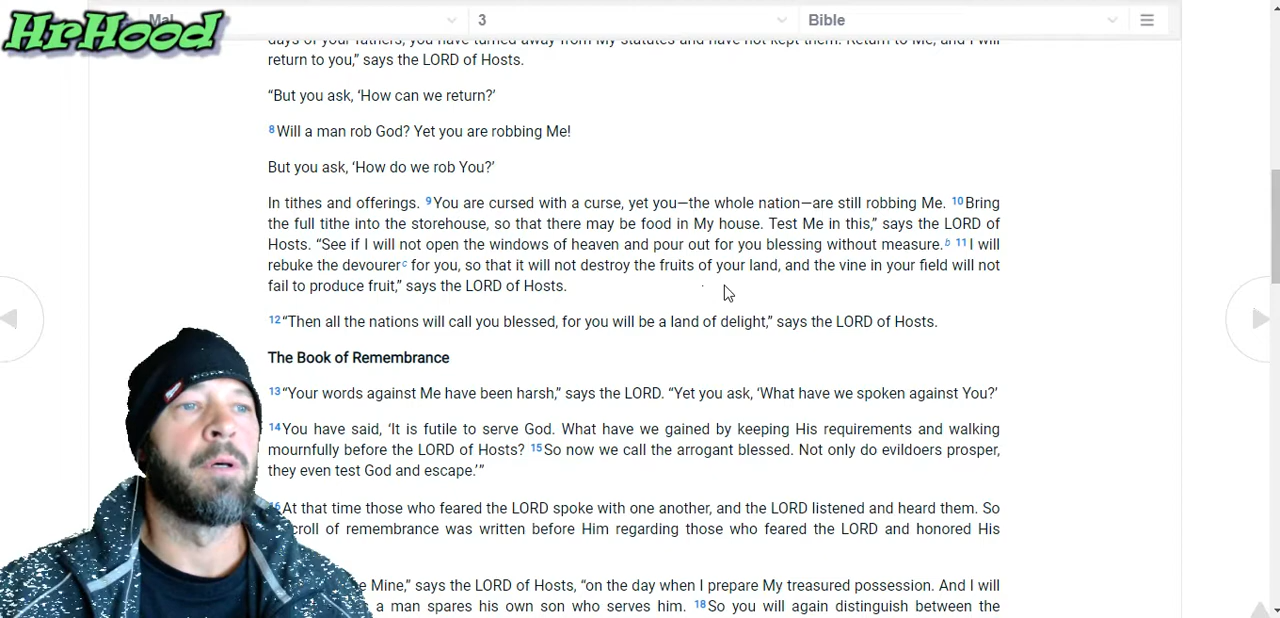 HrHood
Mal
3
Bible
days of your fathers, you have turned away from My statutes and have not kept them. Return to Me, and I will
return to you,” says the LORD of Hosts.
“But you ask, ‘How can we return?’
8 Will a man rob God? Yet you are robbing Me!
But you ask, ‘How do we rob You?’
In tithes and offerings. 9 You are cursed with a curse, yet you—the whole nation—are still robbing Me. 10 Bring
the full tithe into the storehouse, so that there may be food in My house. Test Me in this,” says the LORD of
Hosts. “See if I will not open the windows of heaven and pour out for you blessing without measure. b 11 I will
rebuke the devourer c for you, so that it will not destroy the fruits of your land, and the vine in your field will not
fail to produce fruit,” says the LORD of Hosts.
12 “Then all the nations will call you blessed, for you will be a land of delight,” says the LORD of Hosts.
The Book of Remembrance
13 “Your words against Me have been harsh,” says the LORD. “Yet you ask, ‘What have we spoken against You?’
14 You have said, ‘It is futile to serve God. What have we gained by keeping His requirements and walking
mournfully before the LORD of Hosts? 15 So now we call the arrogant blessed. Not only do evildoers prosper,
they even test God and escape.’”
At that time those who feared the LORD spoke with one another, and the LORD listened and heard them. So
of remembrance was written before Him regarding those who feared the LORD and honored His
Mine,” says the LORD of Hosts, “on the day when I prepare My treasured possession. And I will
a man spares his own son who serves him. 18 So you will again distinguish between the